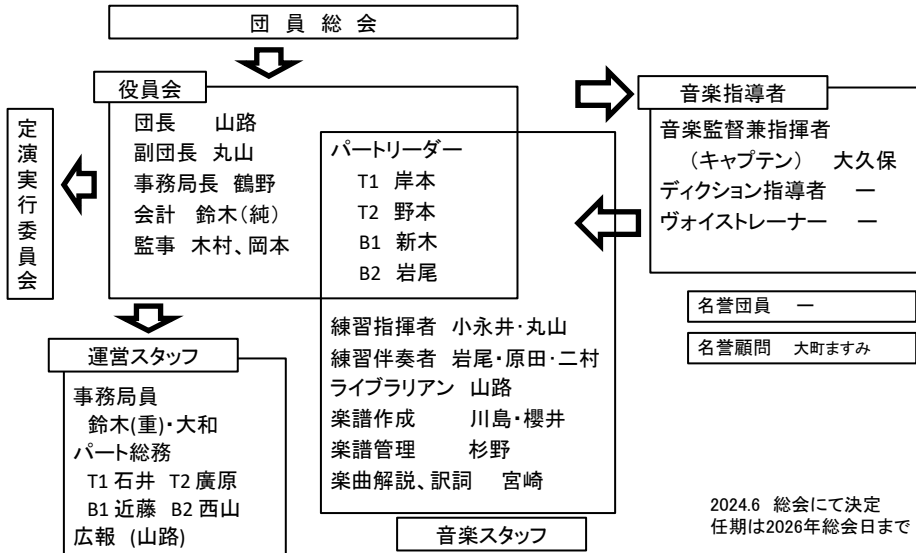 団 員 総 会
役員会
団長 山路
副団長 丸山
事務局長 鶴野
会計 鈴木(純)
監事 木村、岡本
パートリーダー
T1 岸本
T2 野本
B1 新木
B2 岩尾
定演実行委員会
音楽指導者
音楽監督兼指揮者
(キャプテン) 大久保
ディクション指導者 ー
ヴォイストレーナー ー
名誉団員 ー
名誉顧問 大町ますみ
練習指揮者 小永井・丸山
練習伴奏者 岩尾・原田・二村
ライブラリアン 山路
楽譜作成 川島・櫻井
楽譜管理 杉野
楽曲解説、訳詞 宮崎
音楽スタッフ
運営スタッフ
事務局員
鈴木(重)・大和
パート総務
T1 石井 T2 廣原
B1 近藤 B2 西山
広報 (山路)
2024.6 総会にて決定
任期は2026年総会日まで